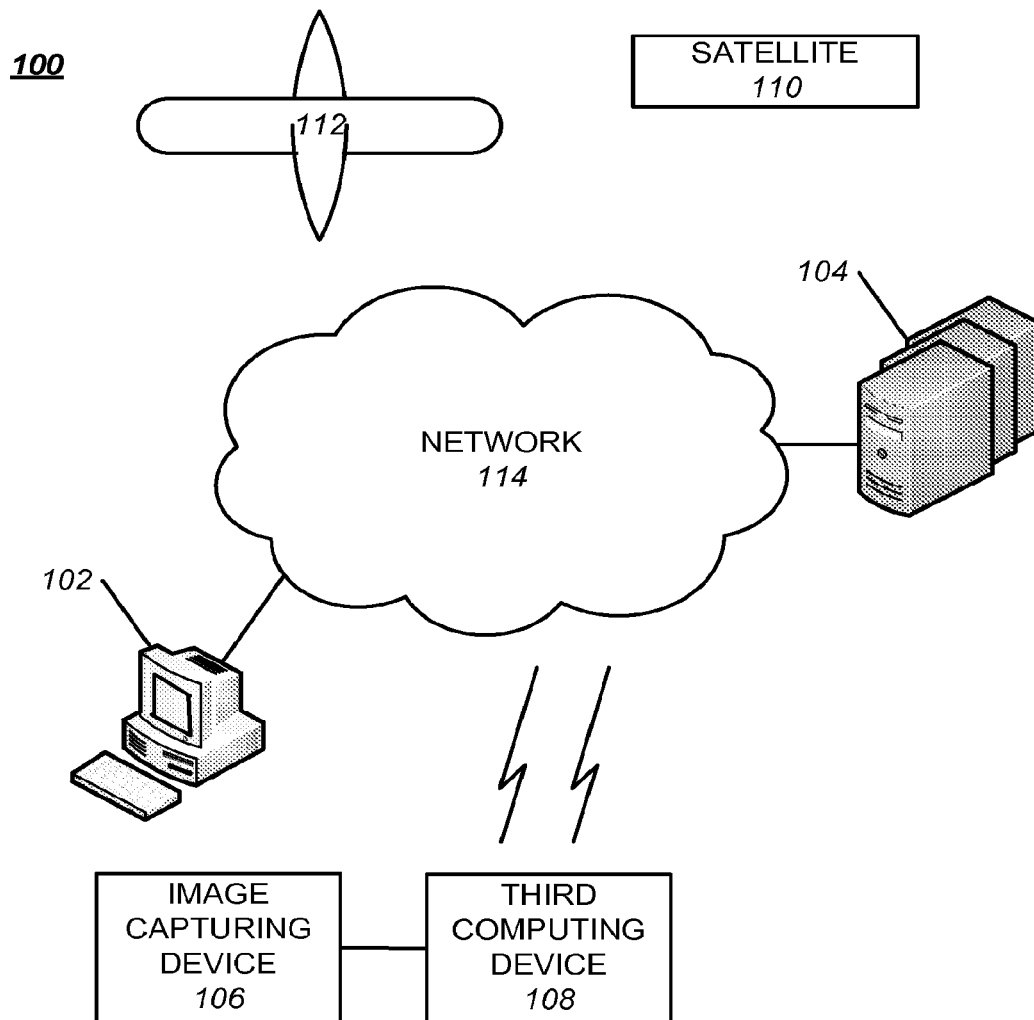 100
112
SATELLITE
110
104
NETWORK
114
102
IMAGE
CAPTURING
DEVICE
106
THIRD
COMPUTING
DEVICE
108